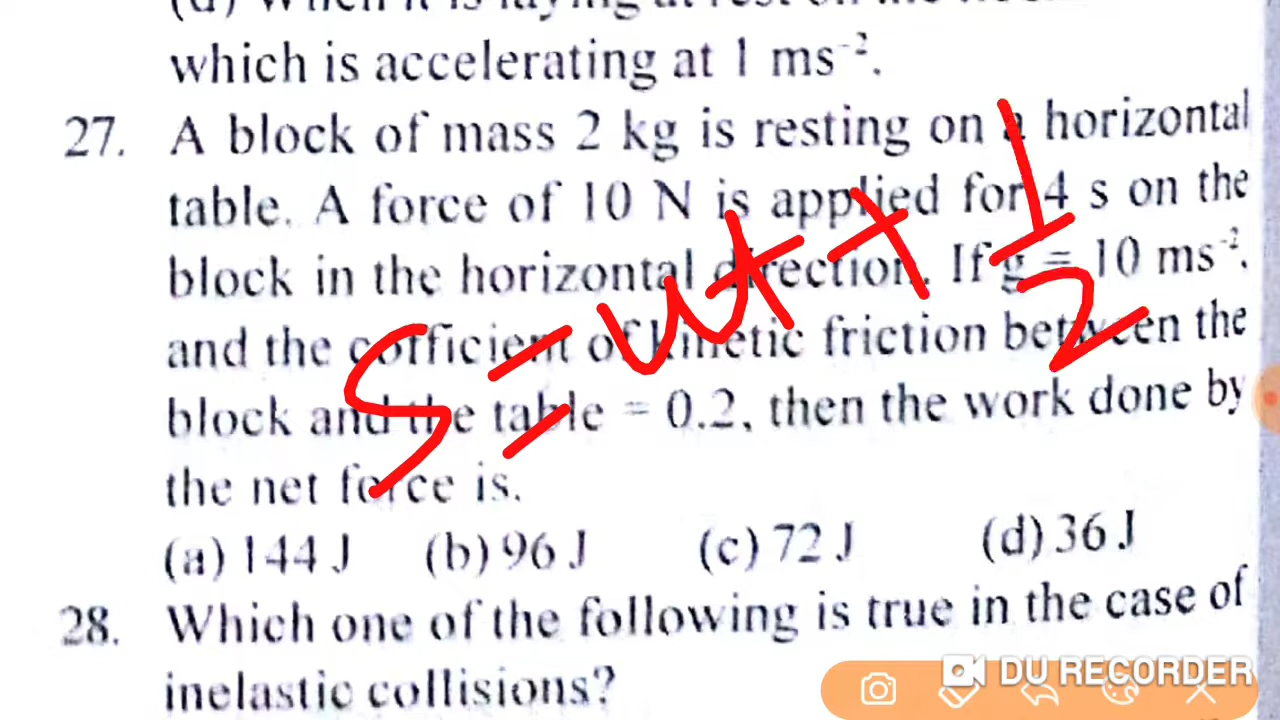 which is accelerating at 1 ms⁻².
27. A block of mass 2 kg is resting on a horizontal
table. A force of 10 N is applied for 4 s on the
block in the horizontal direction. If g = 10 ms⁻².
and the cofficient of kinetic friction between the
block and the table = 0.2, then the work done by
the net force is.
(a) 144 J (b) 96 J (c) 72 J (d) 36 J
28. Which one of the following is true in the case of
inelastic collisions?
S = ut + 1/2
DU RECORDER